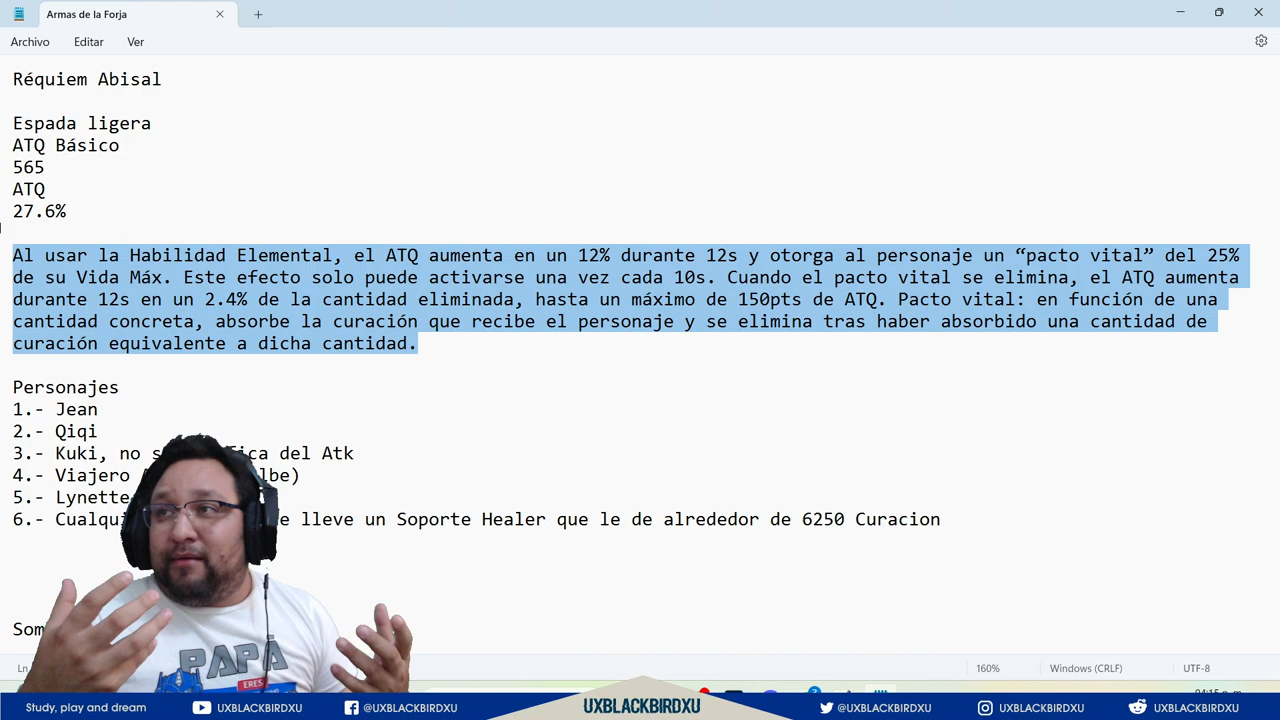 Armas de la Forja
Archivo Editar Ver
Réquiem Abisal
Espada ligera
ATQ Básico
565
ATQ
27.6%
Al usar la Habilidad Elemental, el ATQ aumenta en un 12% durante 12s y otorga al personaje un “pacto vital” del 25%
de su Vida Máx. Este efecto solo puede activarse una vez cada 10s. Cuando el pacto vital se elimina, el ATQ aumenta
durante 12s en un 2.4% de la cantidad eliminada, hasta un máximo de 150pts de ATQ. Pacto vital: en función de una
cantidad concreta, absorbe la curación que recibe el personaje y se elimina tras haber absorbido una cantidad de
curación equivalente a dicha cantidad.
Personajes
1.- Jean
2.- Qiqi
3.- Kuki, no del Atk
4.- Viajero
5.- Lynette
6.- lleve un Soporte Healer que le de alrededor de 6250 Curacion
Ln 160% Windows (CRLF) UTF-8
PAPÁ
ERES
Study, play and dream UXBLACKBIRDXU @UXBLACKBIRDXU UXBLACKBIRDXU @UXBLACKBIRDXU UXBLACKBIRDXU UXBLACKBIRDXU